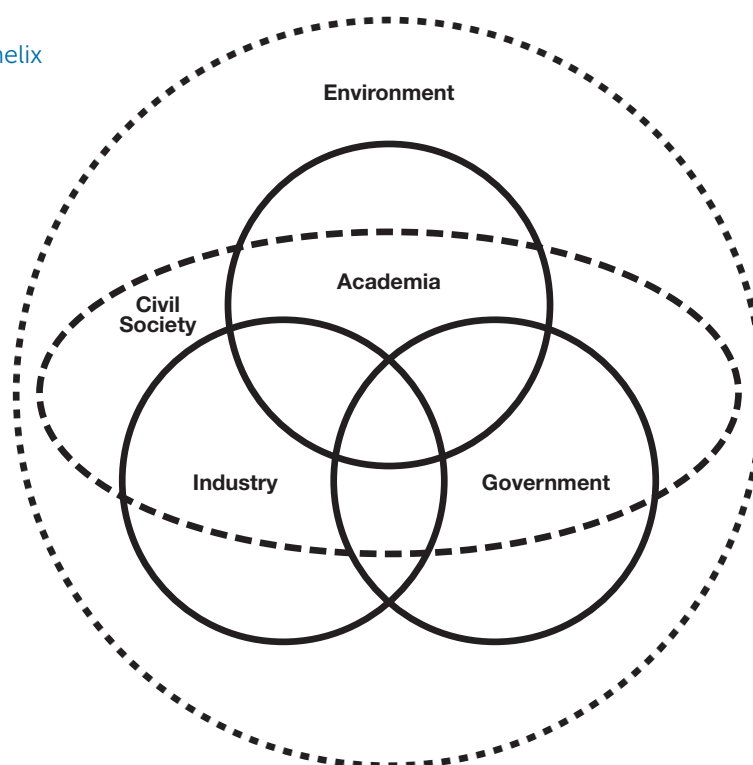 helix
Environment
Academia
Civil
Society
Industry
Government